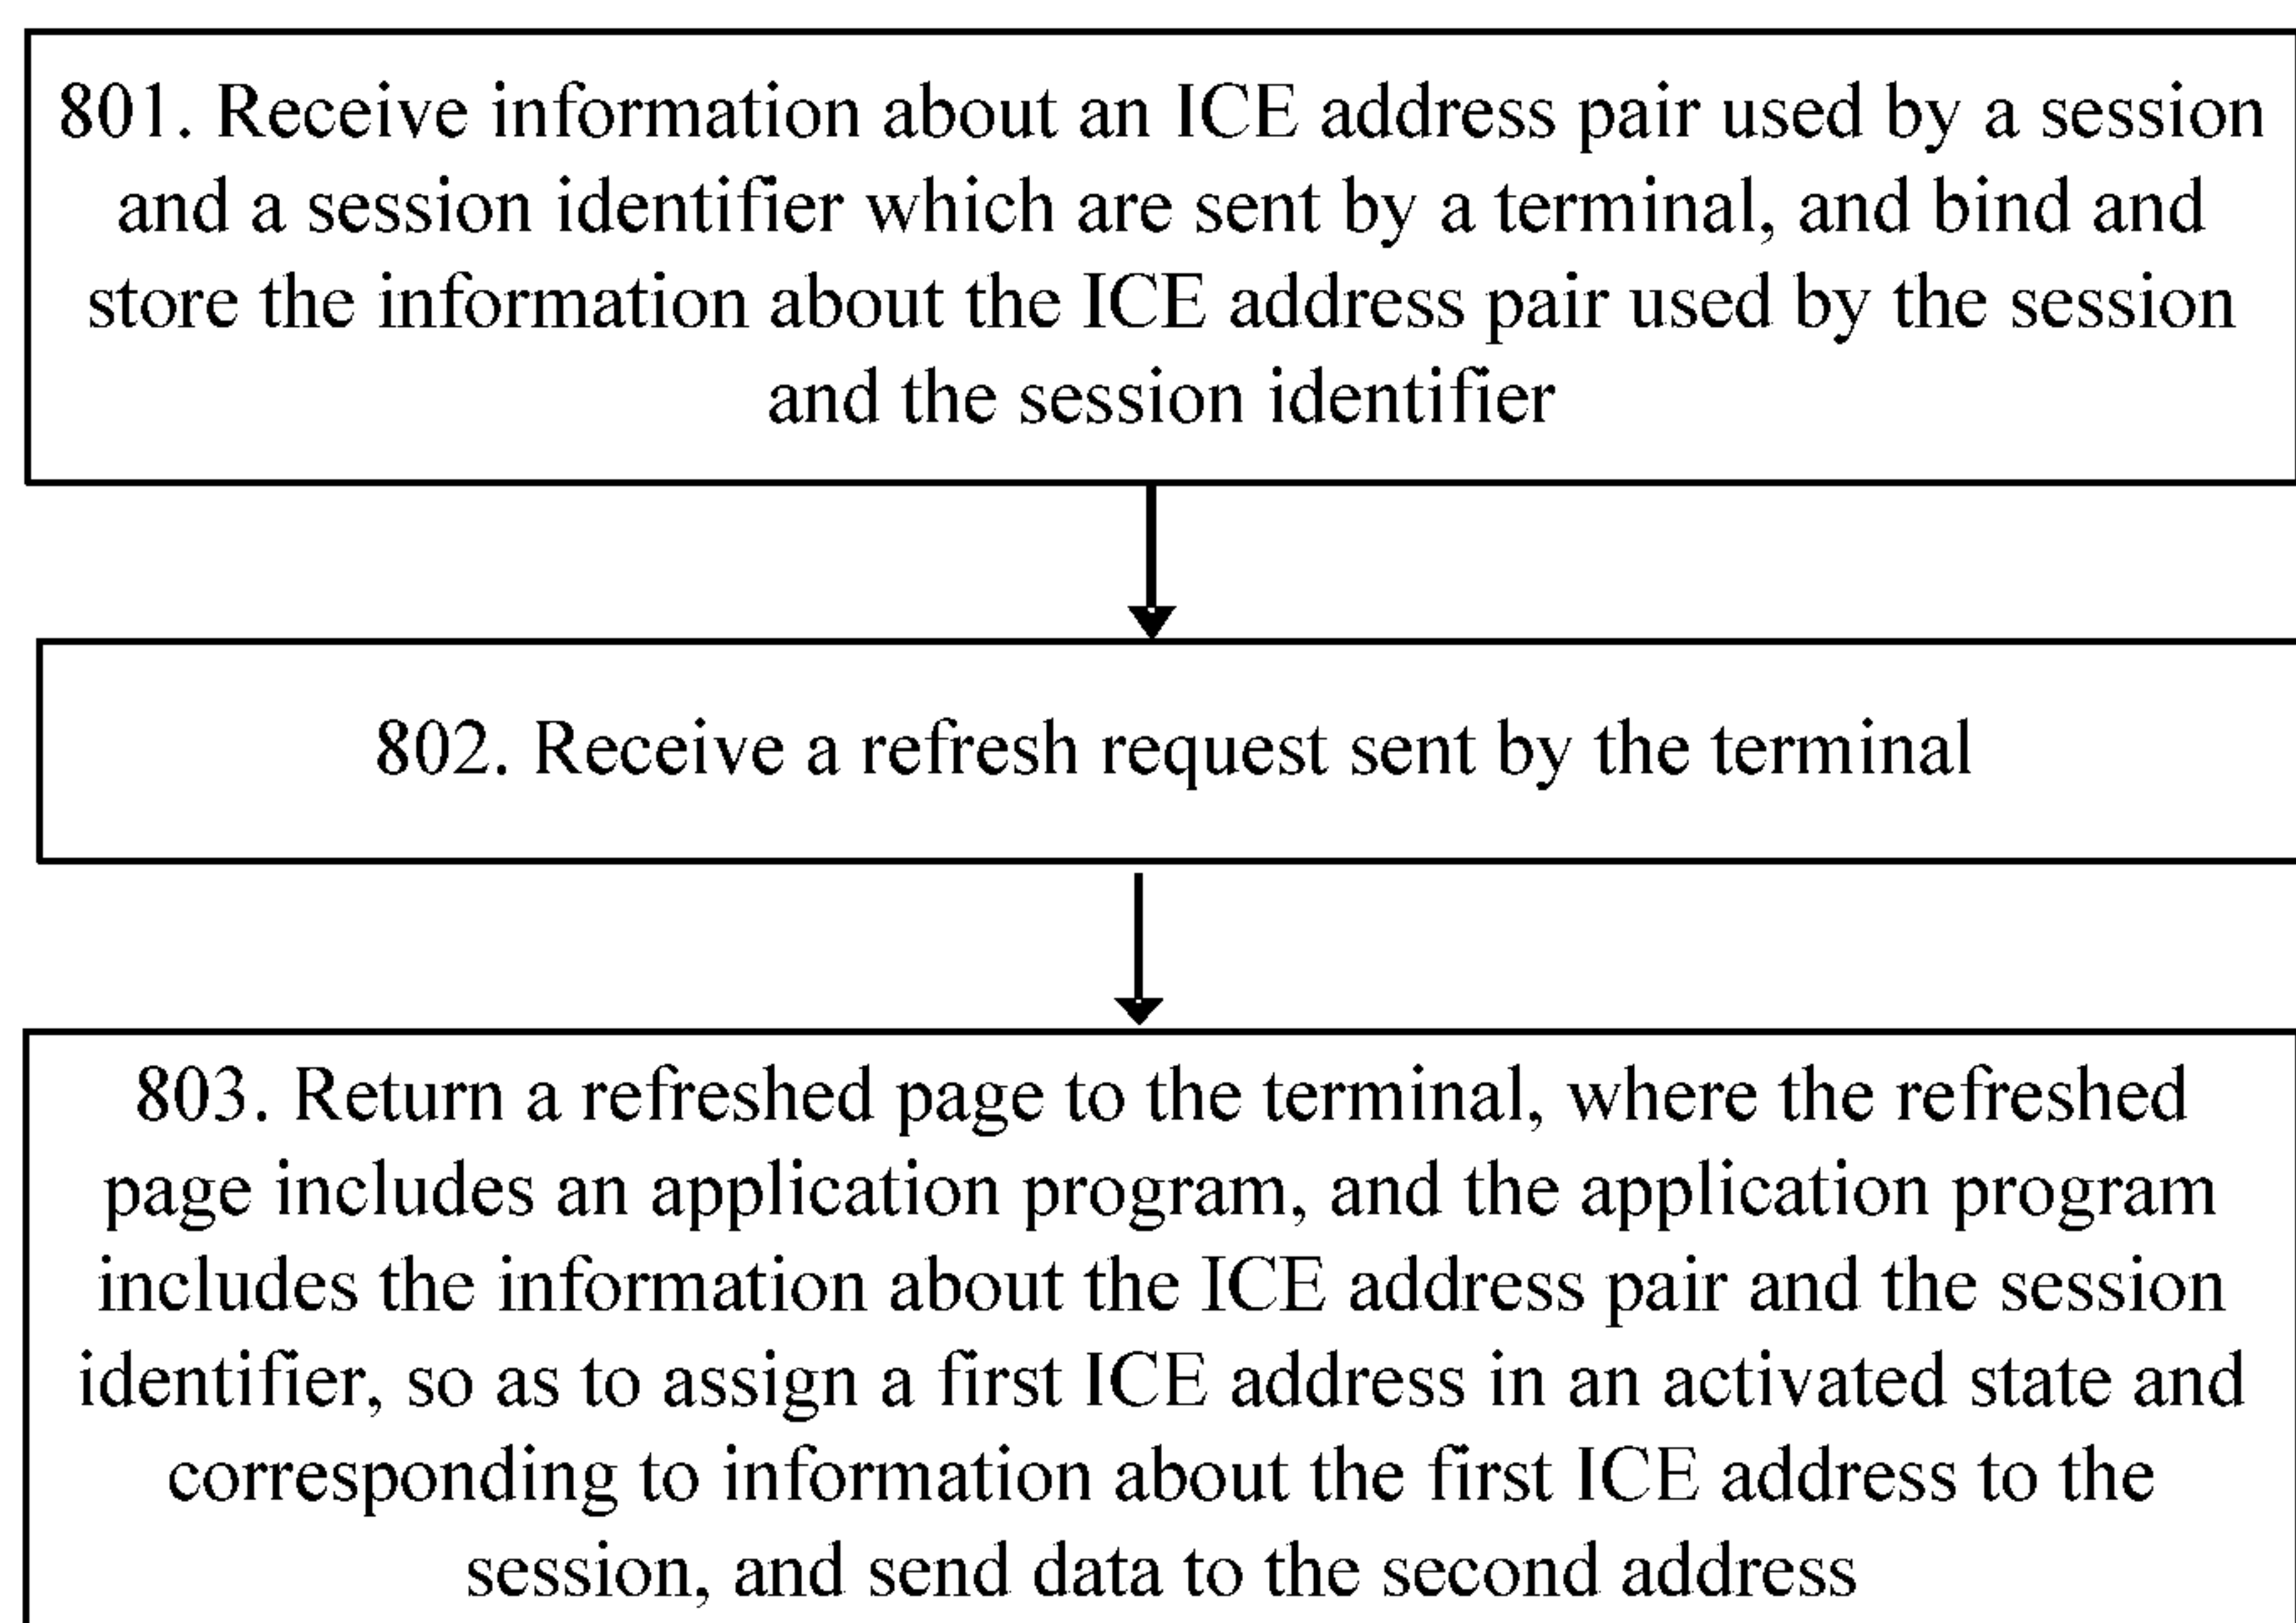 801. Receive information about an ICE address pair used by a session
and a session identifier which are sent by a terminal, and bind and
store the information about the ICE address pair used by the session
and the session identifier
802. Receive a refresh request sent by the terminal
803. Return a refreshed page to the terminal, where the refreshed
page includes an application program, and the application program
includes the information about the ICE address pair and the session
identifier, so as to assign a first ICE address in an activated state and
corresponding to information about the first ICE address to the
session, and send data to the second address